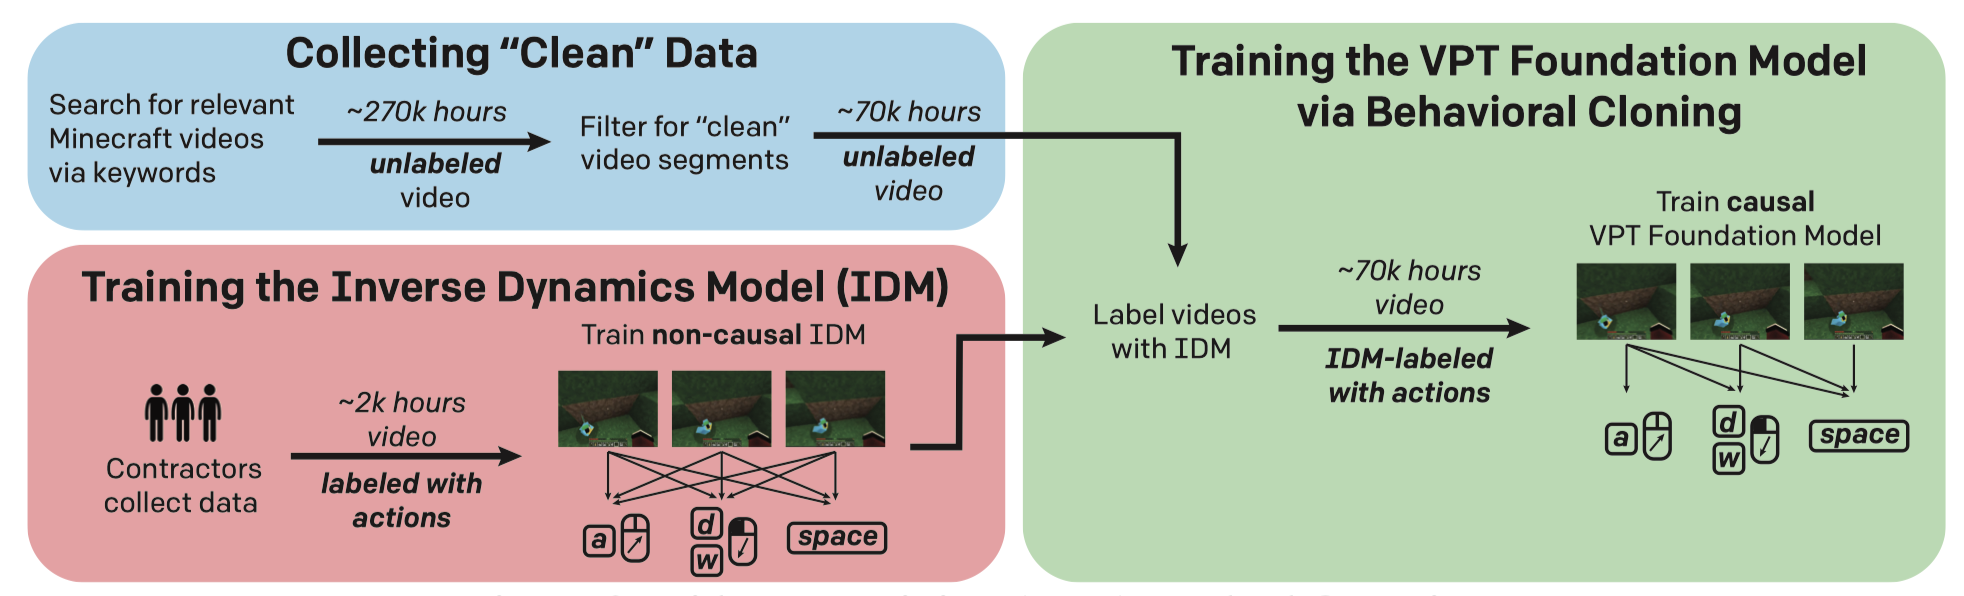 Collecting “Clean” Data
Search for relevant
Minecraft videos
via keywords
~270k hours
unlabeled
video
Filter for “clean”
video segments
~70k hours
unlabeled
video
Training the Inverse Dynamics Model (IDM)
Contractors
collect data
~2k hours
video
labeled with
actions
Train non-causal IDM
a
d
w
space
Training the VPT Foundation Model
via Behavioral Cloning
Label videos
with IDM
~70k hours
video
IDM-labeled
with actions
Train causal
VPT Foundation Model
a
d
w
space